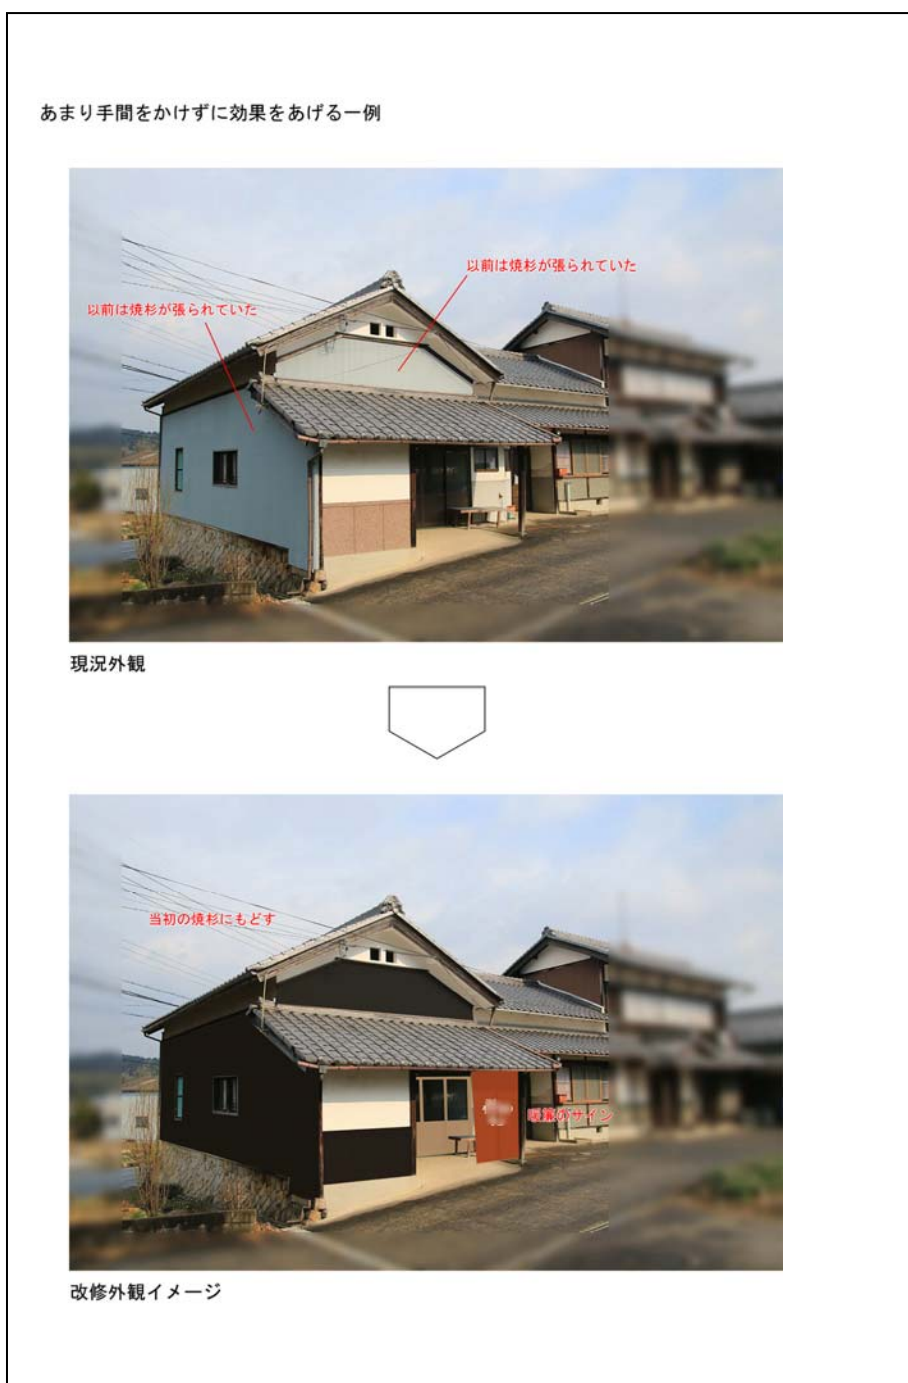 あまり手間をかけずに効果をあげる一例
以前は焼杉が張られていた
以前は焼杉が張られていた
現況外観
当初の焼杉にもどす
暖簾のサイン
改修外観イメージ